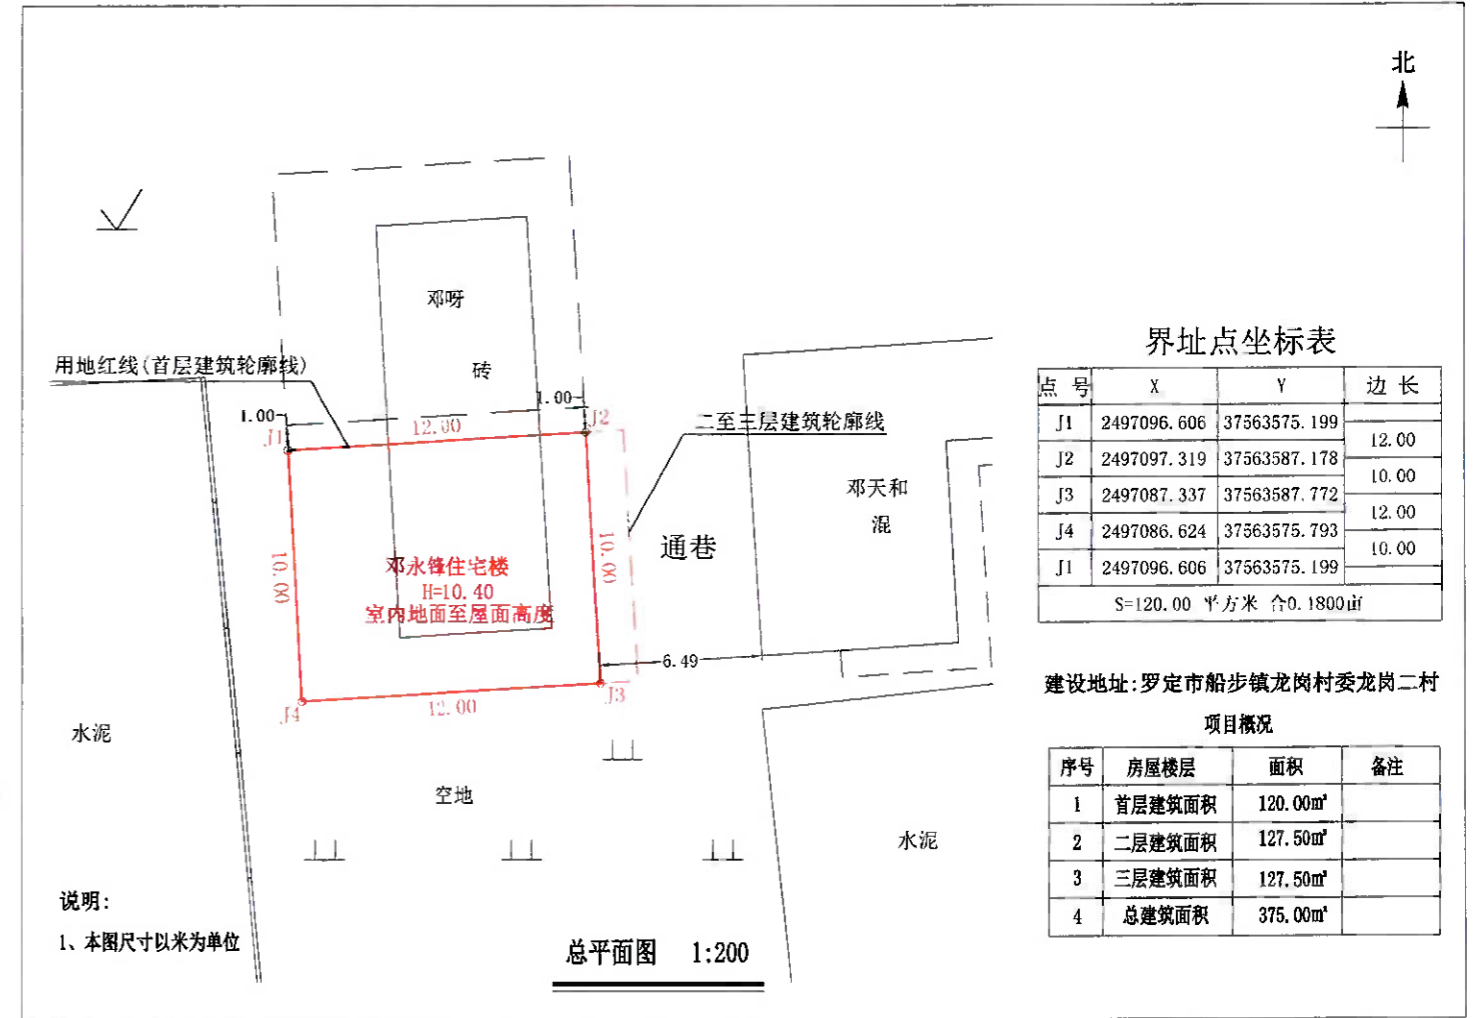 北
邓呀
砖
用地红线(首层建筑轮廓线)
1.00
1.00
J1
12.00
J2
二至三层建筑轮廓线
邓天和
混
通巷
10.00
10.00
邓永锋住宅楼
H=10.40
室内地面至屋面高度
6.49
J4
12.00
J3
水泥
空地
水泥
说明:
1、本图尺寸以米为单位
总平面图 1:200
界址点坐标表
点 号 X Y 边 长
J1 2497096.606 37563575.199
12.00
J2 2497097.319 37563587.178
10.00
J3 2497087.337 37563587.772
12.00
J4 2497086.624 37563575.793
10.00
J1 2497096.606 37563575.199
S=120.00 平方米 合0.1800亩
建设地址:罗定市船步镇龙岗村委龙岗二村
项目概况
序号 房屋楼层 面积 备注
1 首层建筑面积 120.00m²
2 二层建筑面积 127.50m²
3 三层建筑面积 127.50m²
4 总建筑面积 375.00m²